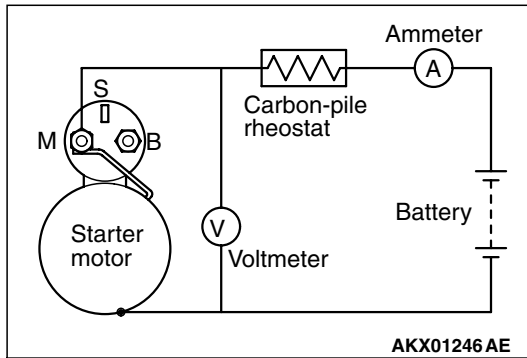 Ammeter
A
S
Carbon-pile
rheostat
M
B
Battery
V
Starter
motor
Voltmeter
AKX01246 AE